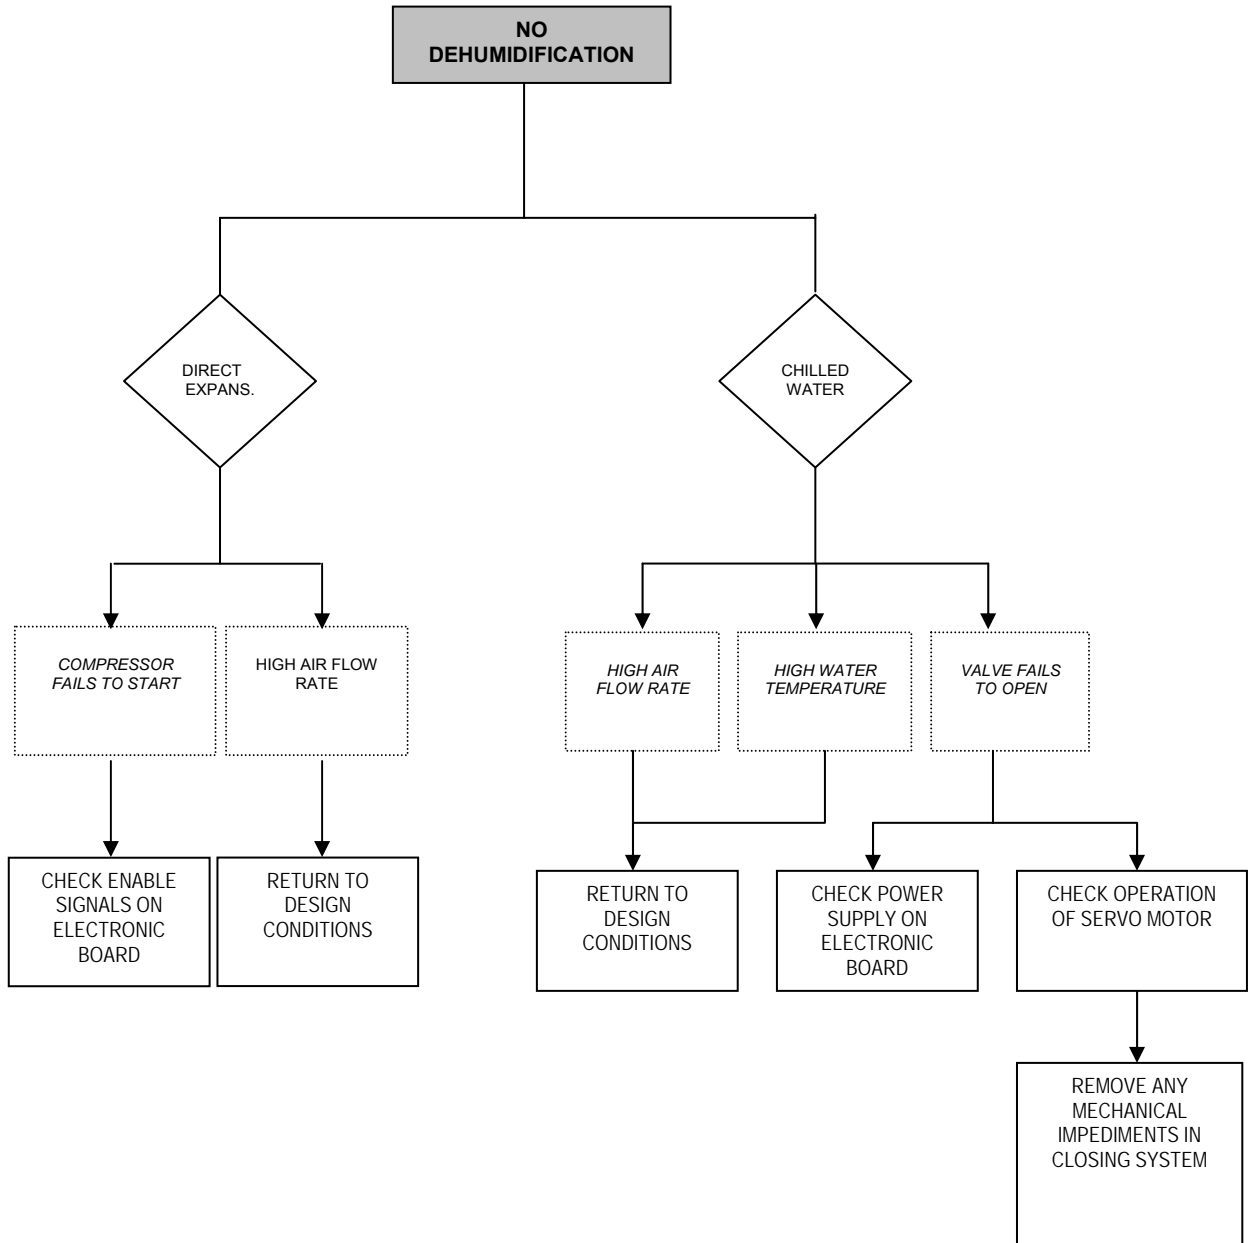 NO
DEHUMIDIFICATION
DIRECT
EXPANS.
CHILLED
WATER
COMPRESSOR
FAILS TO START
HIGH AIR FLOW
RATE
HIGH AIR
FLOW RATE
HIGH WATER
TEMPERATURE
VALVE FAILS
TO OPEN
CHECK ENABLE
SIGNALS ON
ELECTRONIC
BOARD
RETURN TO
DESIGN
CONDITIONS
RETURN TO
DESIGN
CONDITIONS
CHECK POWER
SUPPLY ON
ELECTRONIC
BOARD
CHECK OPERATION
OF SERVO MOTOR
REMOVE ANY
MECHANICAL
IMPEDIMENTS IN
CLOSING SYSTEM